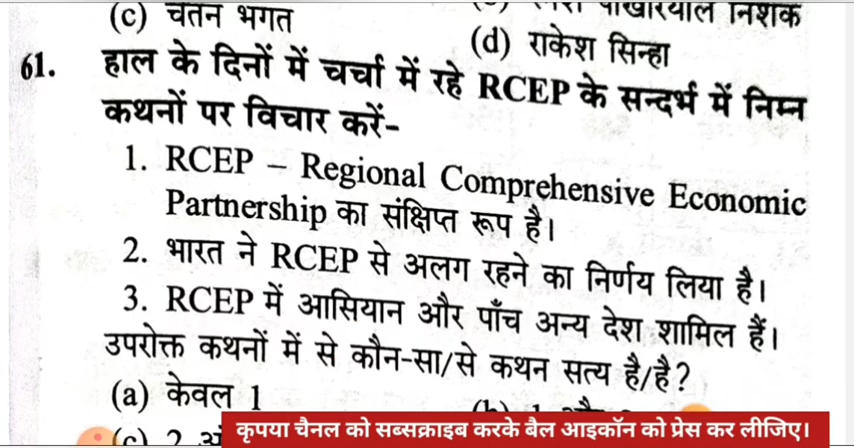 (c) चेतन भगत
निशंक
(d) राकेश सिन्हा
61. हाल के दिनों में चर्चा में रहे RCEP के सन्दर्भ में निम्न
कथनों पर विचार करें-
1. RCEP – Regional Comprehensive Economic
Partnership का संक्षिप्त रूप है।
2. भारत ने RCEP से अलग रहने का निर्णय लिया है।
3. RCEP में आसियान और पाँच अन्य देश शामिल हैं।
उपरोक्त कथनों में से कौन-सा/से कथन सत्य है/है?
(a) केवल 1
(b) 1
(c) 2
कृपया चैनल को सब्सक्राइब करके बैल आइकॉन को प्रेस कर लीजिए।